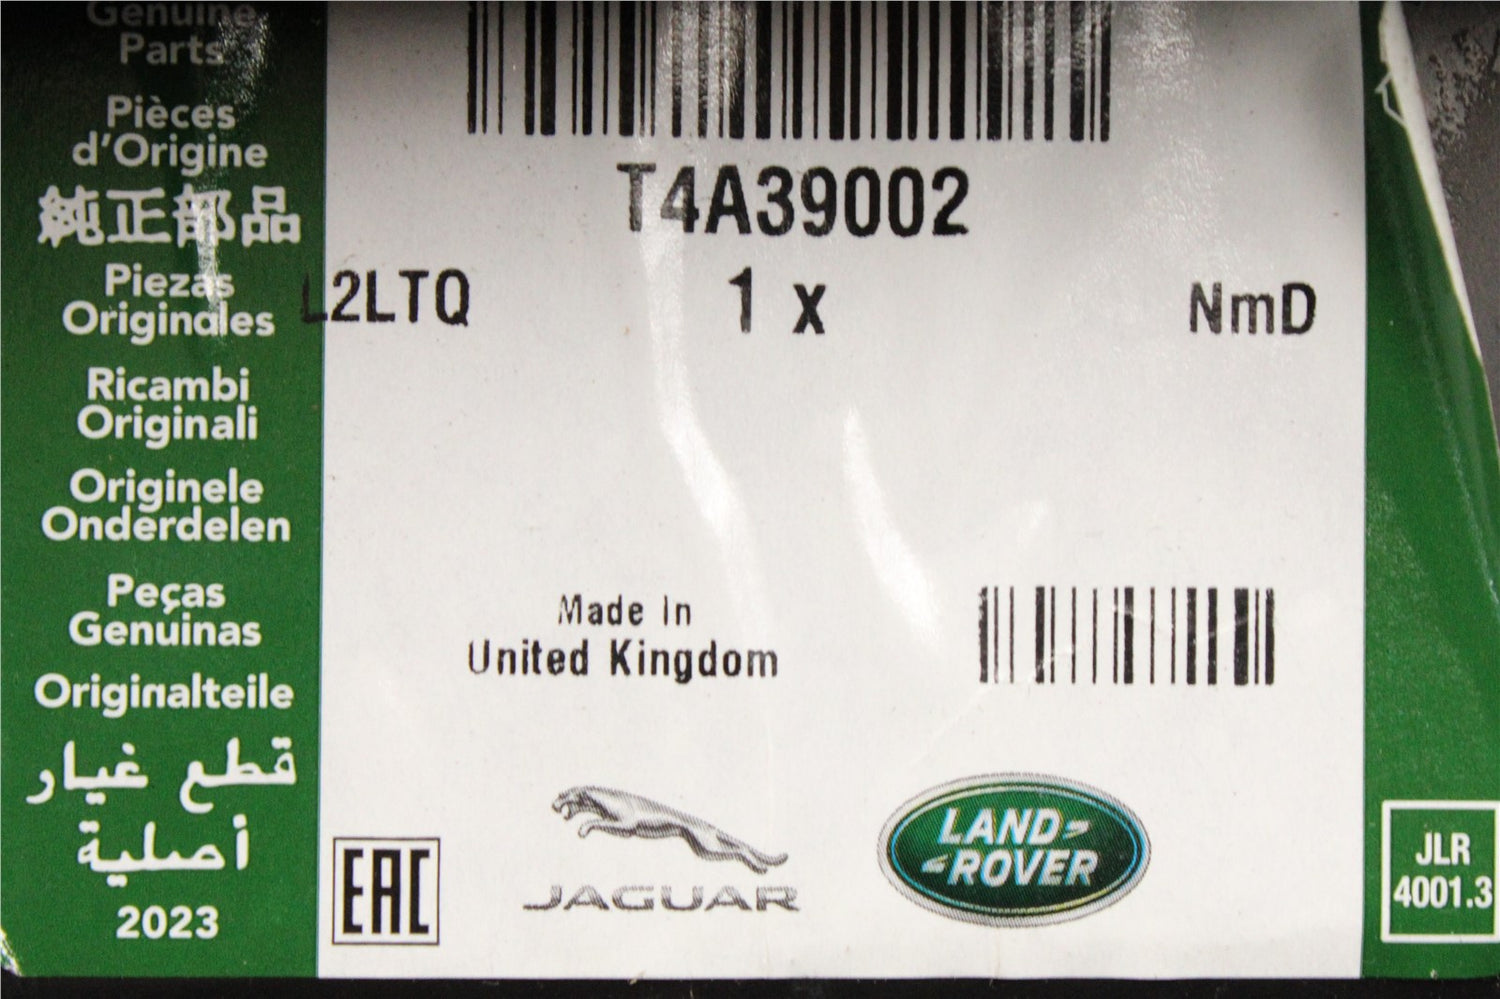 Genuine
Parts
Pièces
d'Origine
純正部品
Piezas
Originales
Ricambi
Originali
Originele
Onderdelen
Peças
Genuinas
Originalteile
قطع غيار
أصلية
2023
T4A39002
L2LTQ 1 x NmD
Made In
United Kingdom
EAC
JAGUAR
LAND-
-ROVER
JLR
4001.3